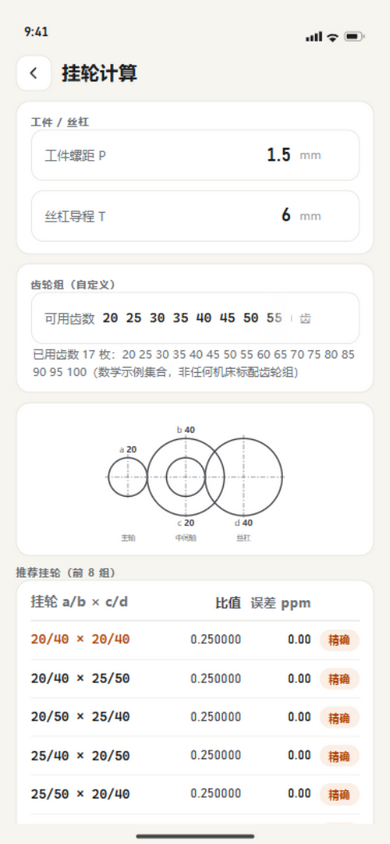 9:41
挂轮计算
工件 / 丝杠
工件螺距 P 1.5 mm
丝杠导程 T 6 mm
齿轮组（自定义）
可用齿数 20 25 30 35 40 45 50 55 齿
已用齿数 17 枚：20 25 30 35 40 45 50 55 60 65 70 75 80 85
90 95 100（数学示例集合，非任何机床标配齿轮组）
b 40
a 20
c 20 d 40
主轴 中间轴 丝杠
推荐挂轮（前 8 组）
挂轮 a/b × c/d 比值 误差 ppm
20/40 × 20/40 0.250000 0.00 精确
20/40 × 25/50 0.250000 0.00 精确
20/50 × 25/40 0.250000 0.00 精确
25/40 × 20/50 0.250000 0.00 精确
25/50 × 20/40 0.250000 0.00 精确